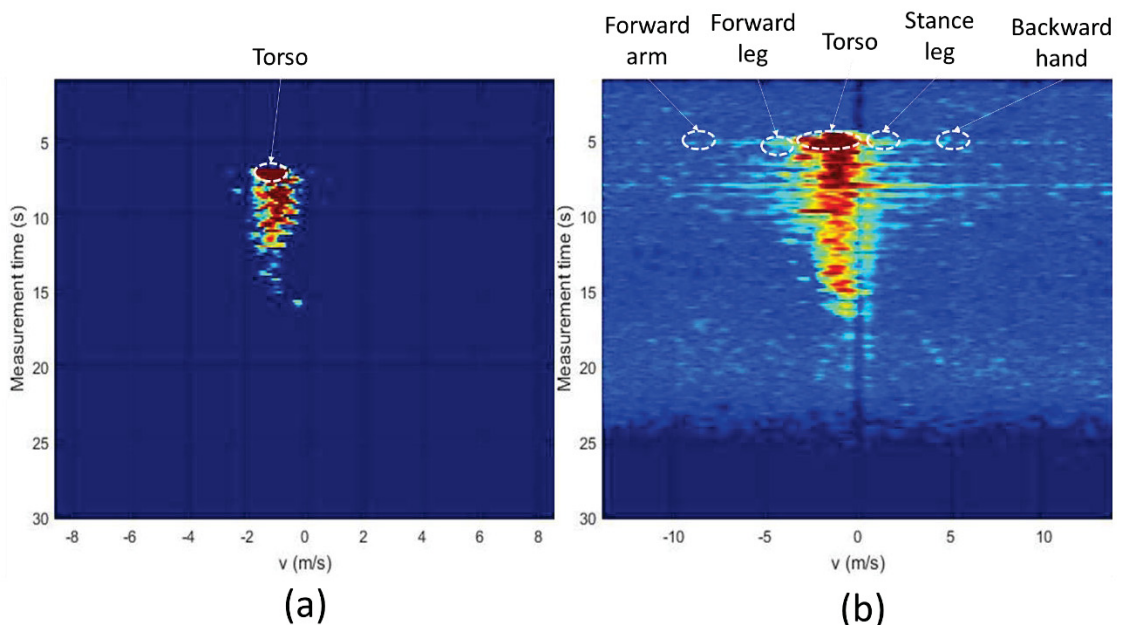 Torso
Measurement time (s)
5
10
15
20
25
30
-8
-6
-4
-2
0
2
4
6
8
v (m/s)
(a)
Forward
arm
Forward
leg
Torso
Stance
leg
Backward
hand
Measurement time (s)
5
10
15
20
25
30
-10
-5
0
5
10
v (m/s)
(b)